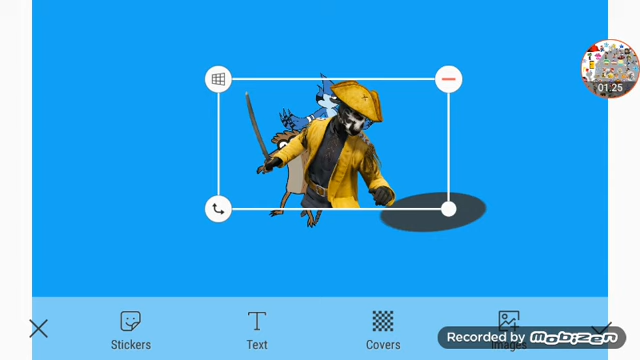 01.25
Stickers
Text
Covers
Images
Recorded by Mobizen